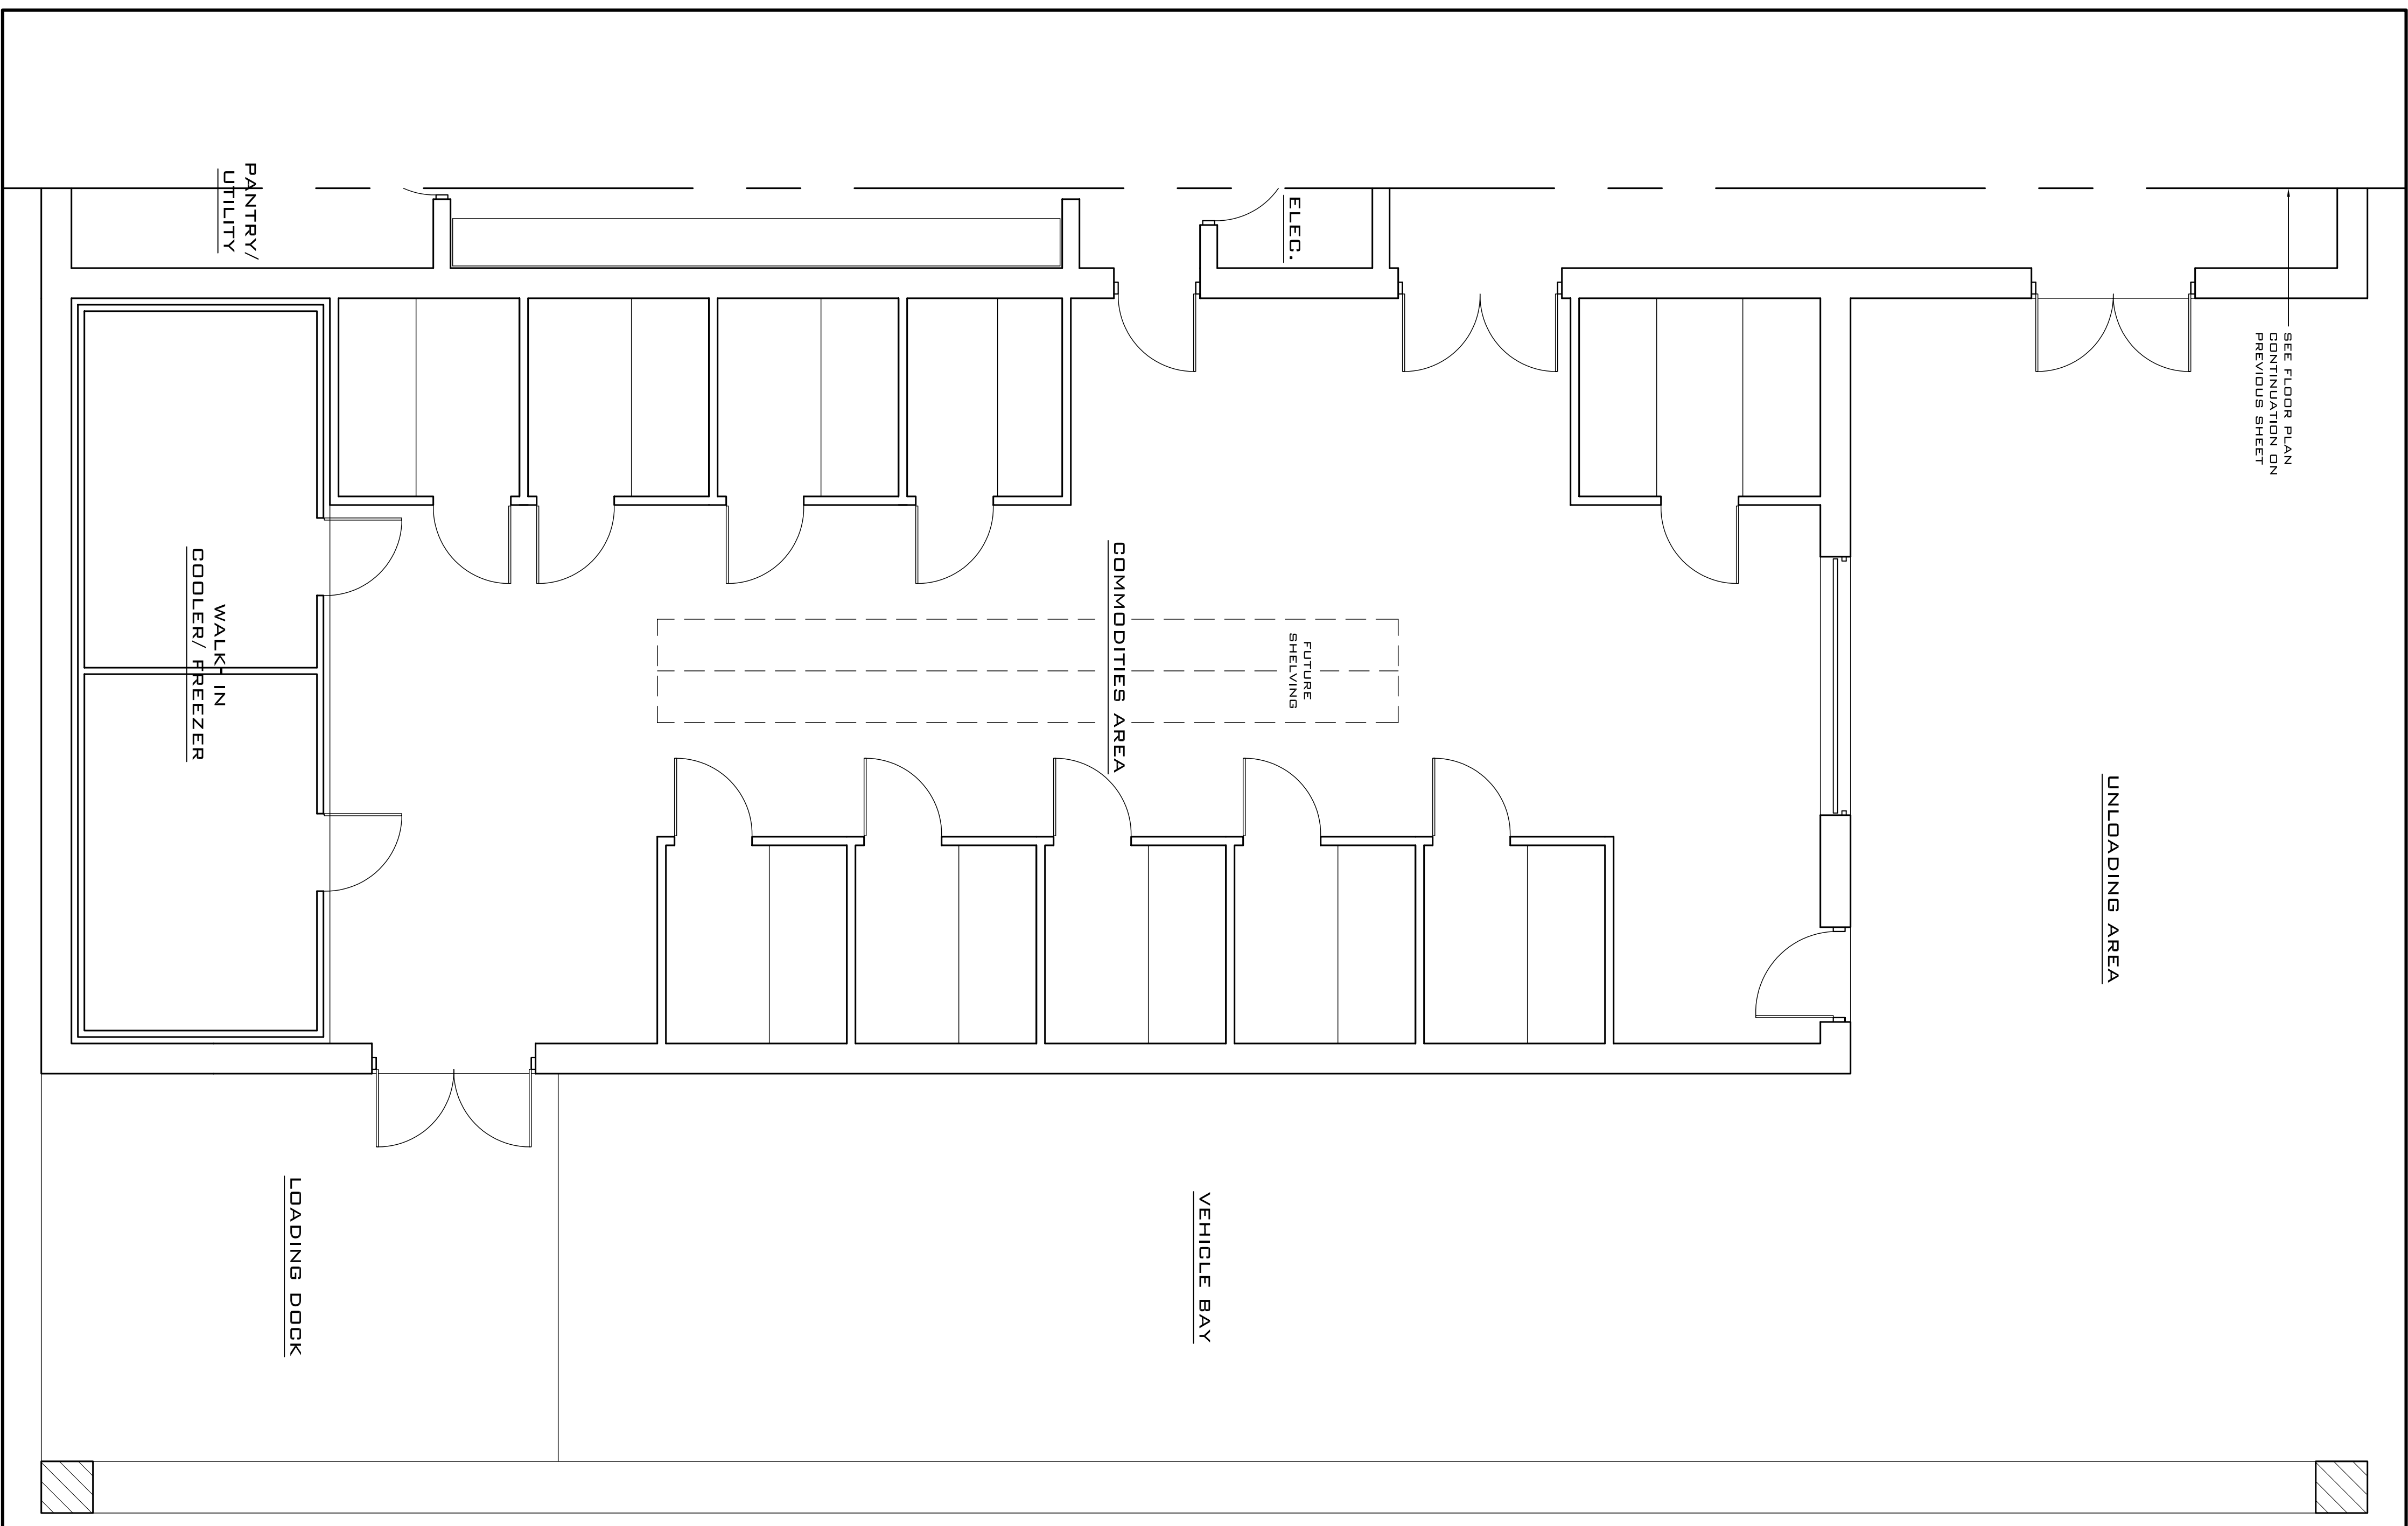 PANTRY/
UTILITY
ELEC.
SEE FLOOR PLAN
CONTINUATION ON
PREVIOUS SHEET
WALK-IN
COOLER/ FREEZER
COMMODITIES AREA
FUTURE
SHELVING
UNLOADING AREA
LOADING DOCK
VEHICLE BAY